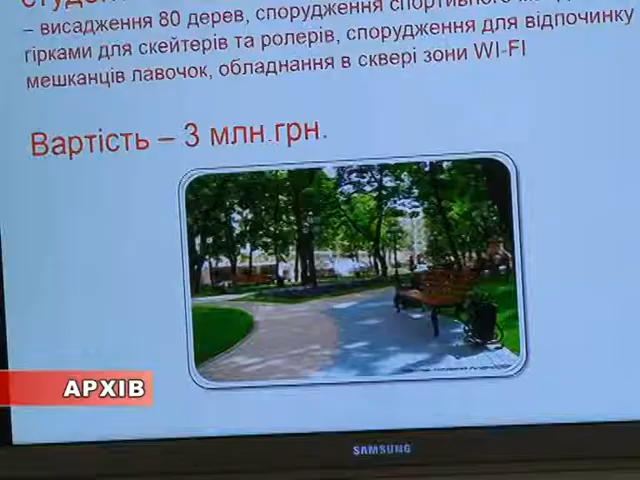 – висадження 80 дерев, спорудження спортивного
гірками для скейтерів та ролерів, спорудження для відпочинку
мешканців лавочок, обладнання в сквері зони WI-FI
Вартість – 3 млн.грн.
АРХІВ
SAMSUNG